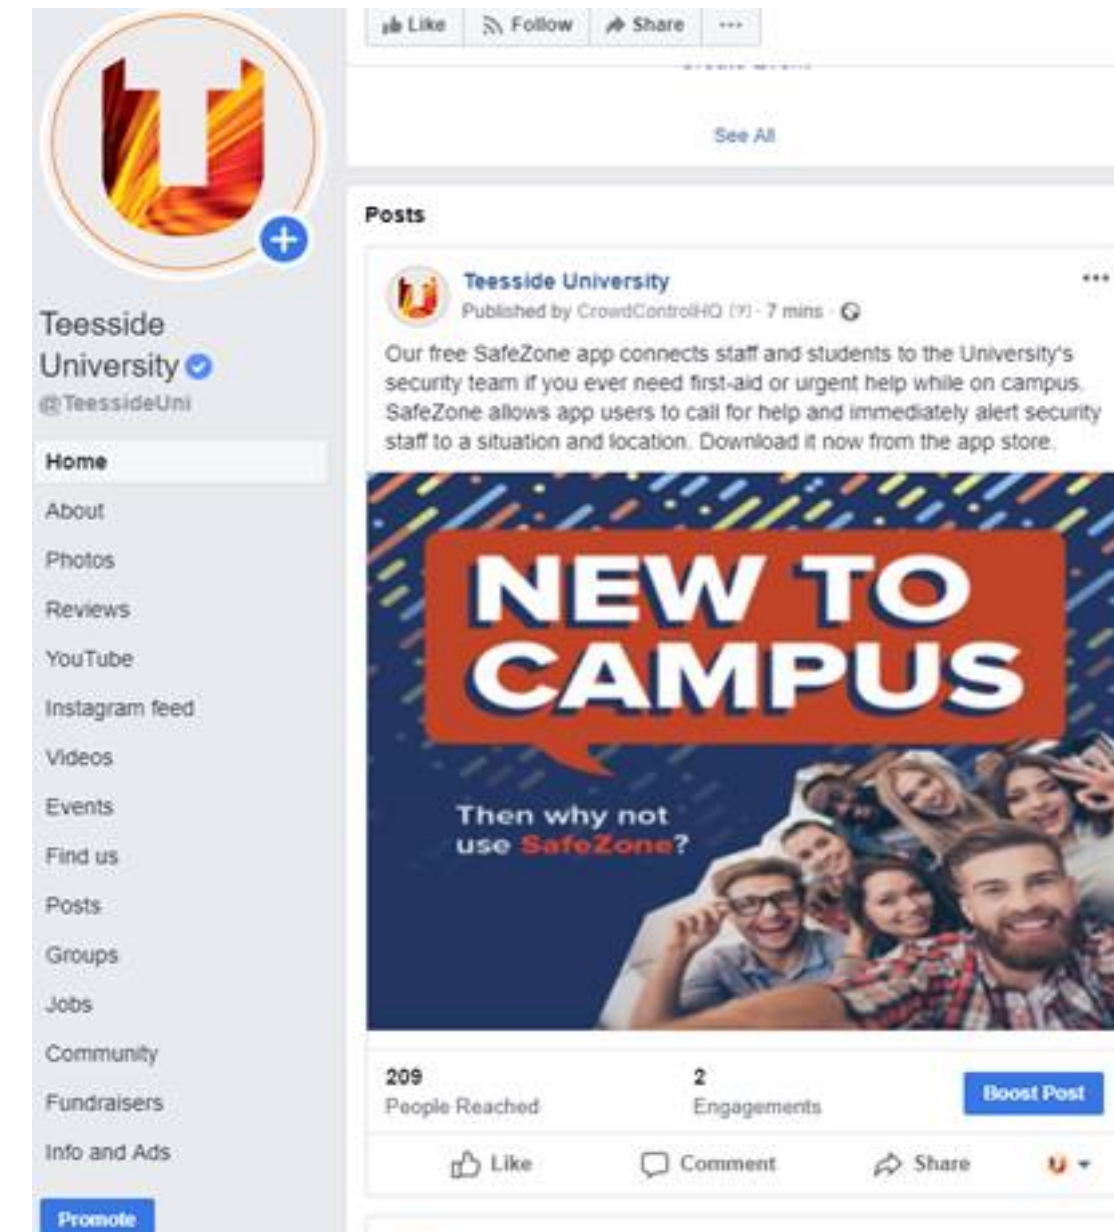 Teesside
University
@TeessideUni
Home
About
Photos
Reviews
YouTube
Instagram feed
Videos
Events
Find us
Posts
Groups
Jobs
Community
Fundraisers
Info and Ads
Promote
Like Follow Share ...
See All
Posts
Teesside University
Published by CrowdControlHQ [?] · 7 mins ·
Our free SafeZone app connects staff and students to the University's
security team if you ever need first-aid or urgent help while on campus.
SafeZone allows app users to call for help and immediately alert security
staff to a situation and location. Download it now from the app store.
NEW TO
CAMPUS
Then why not
use SafeZone?
209
People Reached
2
Engagements
Boost Post
Like Comment Share